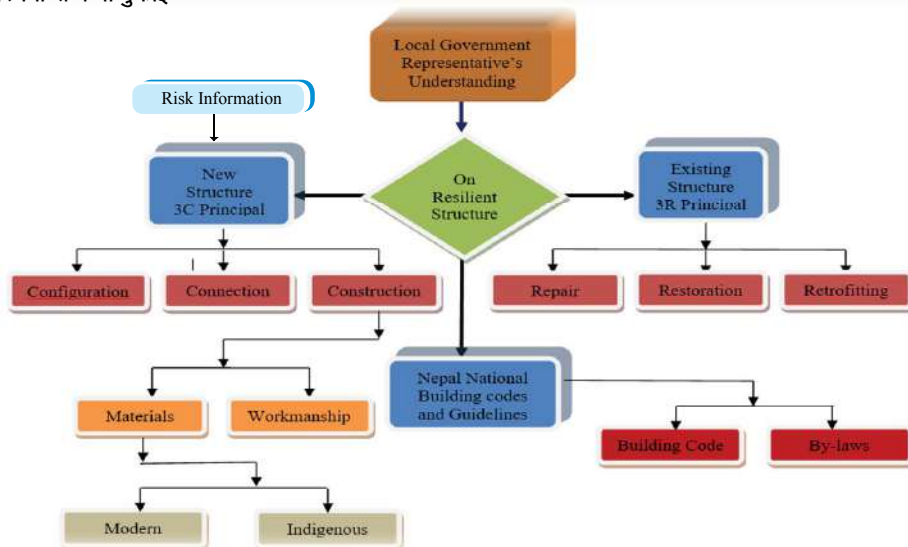 Local Government
Representative's
Understanding
Risk Information
New
Structure
3C Principal
On
Resilient
Structure
Existing
Structure
3R Principal
Configuration
Connection
Construction
Repair
Restoration
Retrofitting
Nepal National
Building codes
and Guidelines
Materials
Workmanship
Building Code
By-laws
Modern
Indigenous